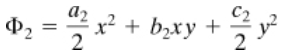 Φ₂ = a₂/2 x² + b₂xy + c₂/2 y²